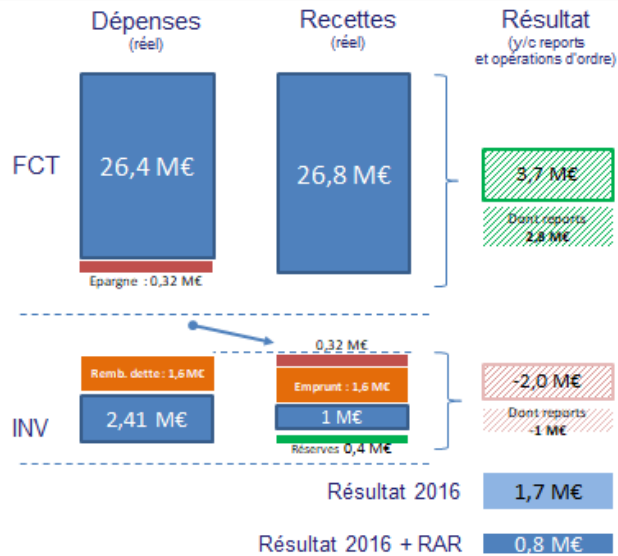 Dépenses
(réel)
Recettes
(réel)
Résultat
(y/c reports
et opérations d'ordre)
FCT
26,4 M€
26,8 M€
3,7 M€
Dont reports
2,8 M€
Epargne : 0,32 M€
0,32 M€
Remb. dette : 1,6 M€
Emprunt : 1,6 M€
-2,0 M€
INV
2,41 M€
1 M€
Dont reports
-1 M€
Réserves 0,4 M€
Résultat 2016
1,7 M€
Résultat 2016 + RAR
0,8 M€